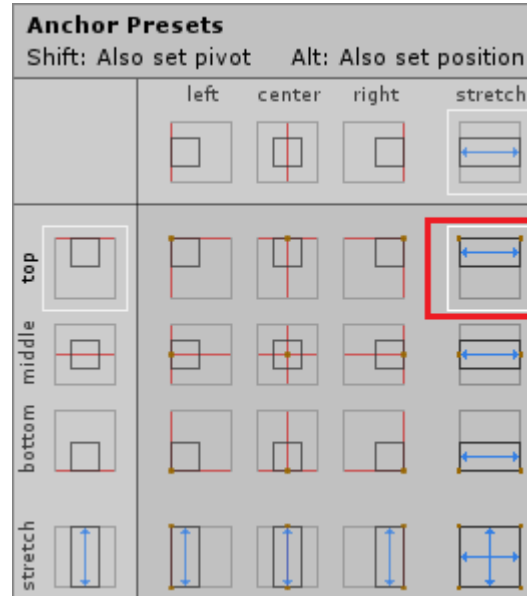 Anchor Presets
Shift: Also set pivot Alt: Also set position
left center right stretch
top
middle
bottom
stretch